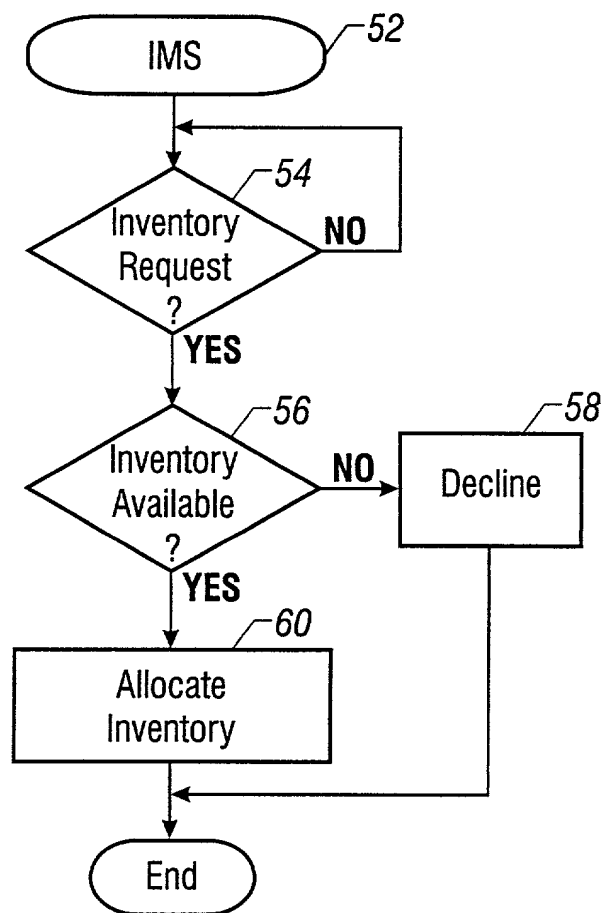 IMS
52
54
Inventory
Request
?
NO
YES
56
Inventory
Available
?
NO
58
Decline
YES
60
Allocate
Inventory
End